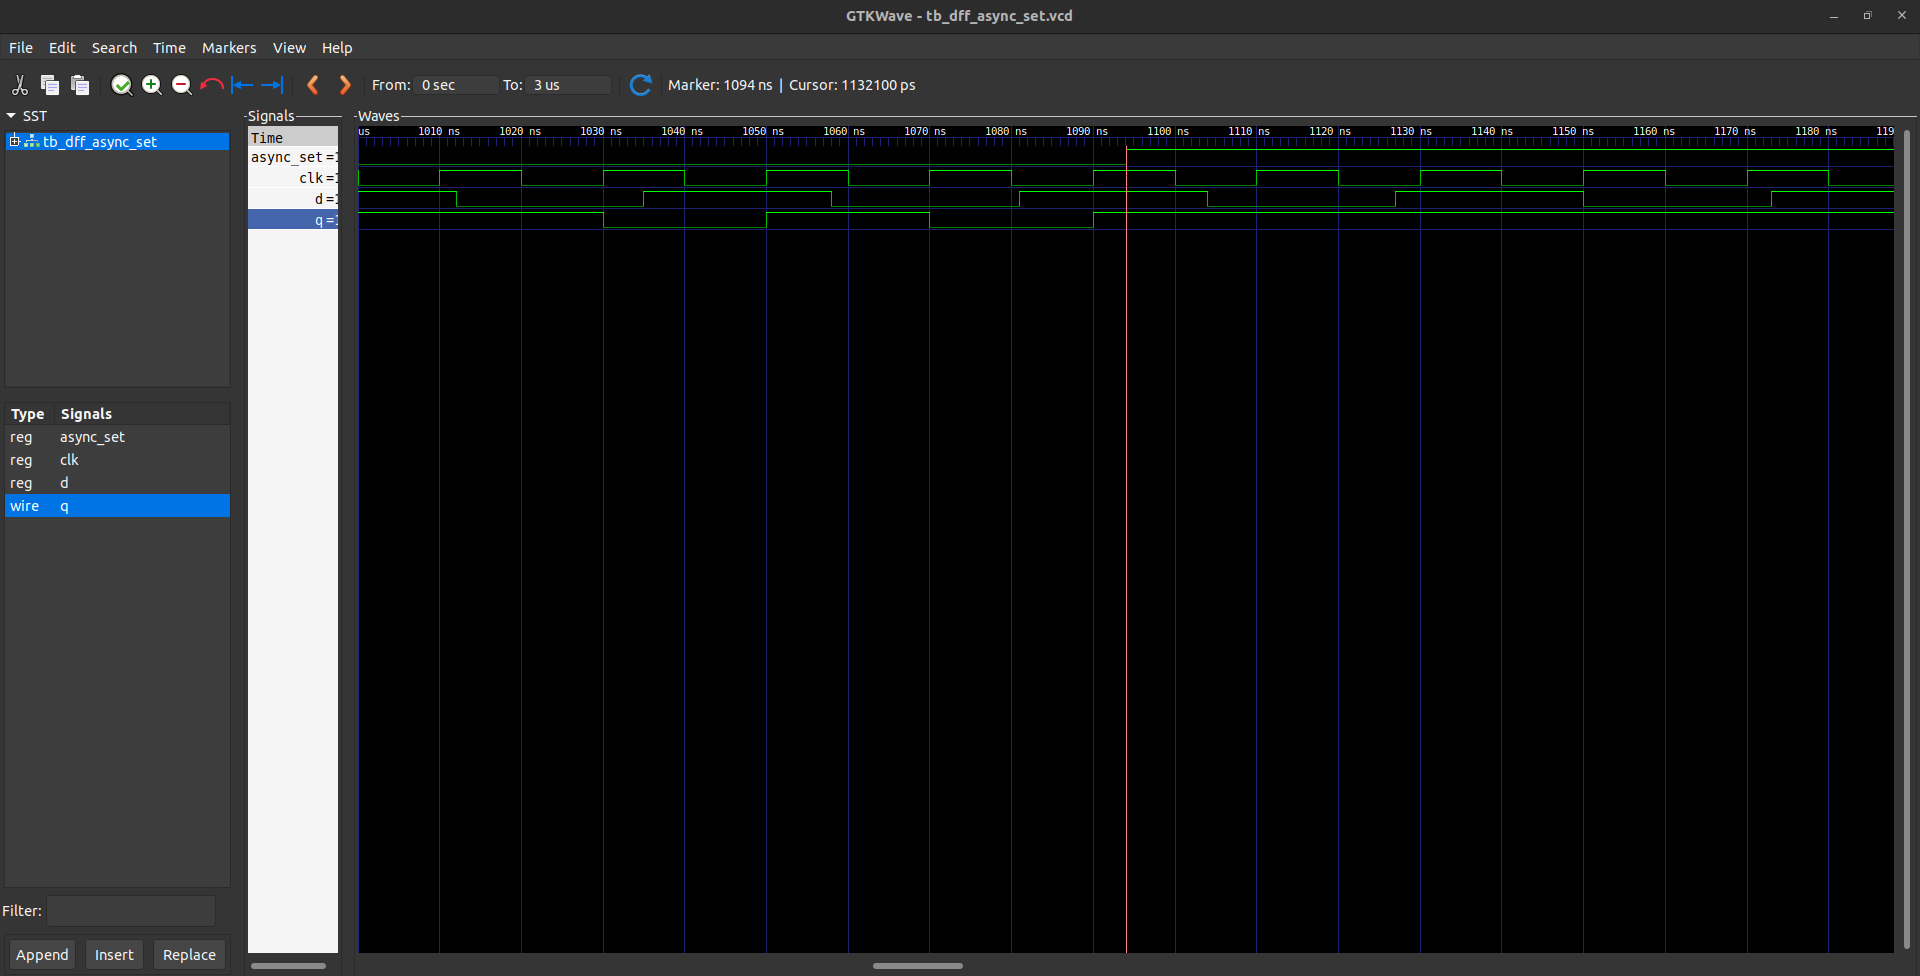 GTKWave - tb_dff_async_set.vcd
File Edit Search Time Markers View Help
From: 0 sec To: 3 us Marker: 1094 ns | Cursor: 1132100 ps
SST
tb_dff_async_set
Type Signals
reg async_set
reg clk
reg d
wire q
Filter:
Append Insert Replace
Signals
Time
async_set=1
clk=1
d=1
q=1
Waves
us 1010 ns 1020 ns 1030 ns 1040 ns 1050 ns 1060 ns 1070 ns 1080 ns 1090 ns 1100 ns 1110 ns 1120 ns 1130 ns 1140 ns 1150 ns 1160 ns 1170 ns 1180 ns 119